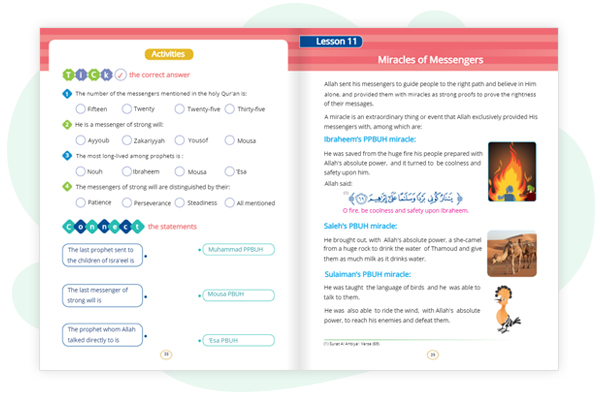 Activities
Tick the correct answer
1 The number of the messengers mentioned in the holy Qur'an is:
Fifteen Twenty Twenty-five Thirty-five
2 He is a messenger of strong will:
Ayyoub Zakariyyah Yousof Mousa
3 The most long-lived among prophets is :
Nouh Ibraheem Mousa 'Esa
4 The messengers of strong will are distinguished by their:
Patience Perseverance Steadiness All mentioned
Connect the statements
The last prophet sent to
the children of Isra'eel is
Muhammad PPBUH
The last messenger of
strong will is
Mousa PBUH
The prophet whom Allah
talked directly to is
'Esa PPBUH
Lesson 11
Miracles of Messengers
Allah sent his messengers to guide people to the right path and believe in Him
alone, and provided them with miracles as strong proofs to prove the rightness
of their messages.
A miracle is an extraordinary thing or event that Allah exclusively provided His
messengers with, among which are:
Ibraheem's PPBUH miracle:
He was saved from the huge fire his people prepared with
Allah's absolute power, and it turned to be coolness and
safety upon him.
Allah said:
O fire, be coolness and safety upon Ibraheem.
Saleh's PBUH miracle:
He brought out, with Allah's absolute power, a she-camel
from a huge rock to drink the water of Thamoud and give
them as much milk as it drinks water.
Sulaiman's PBUH miracle:
He was taught the language of birds and he was able to
talk to them.
He was also able to ride the wind, with Allah's absolute
power, to reach his enemies and defeat them.